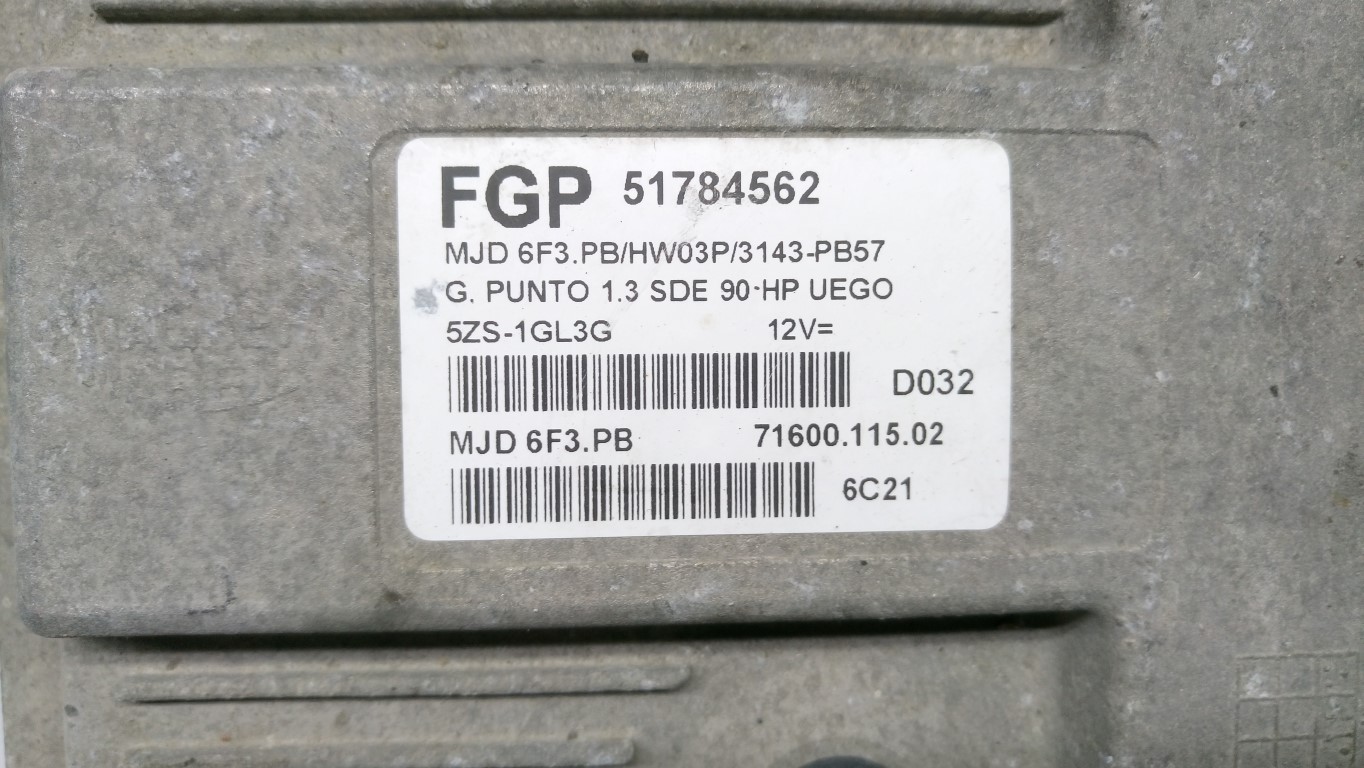 FGP 51784562
MJD 6F3.PB/HW03P/3143-PB57
G. PUNTO 1.3 SDE 90 HP UEGO
5ZS-1GL3G 12V=
D032
MJD 6F3.PB 71600.115.02
6C21